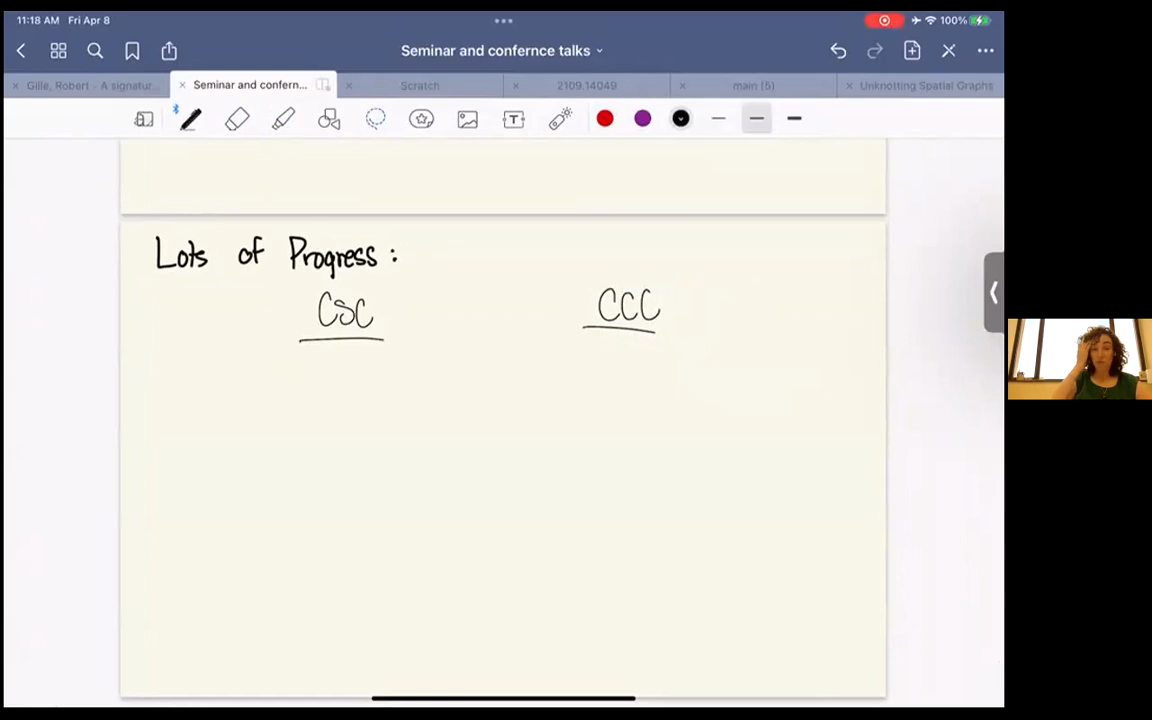 11:18 AM Fri Apr 8
100%
Seminar and confernce talks
Gille, Robert - A signatur...
Seminar and confern...
Scratch
2109.14049
main (5)
Unknotting Spatial Graphs
T
Lots of Progress:
CSC CCC